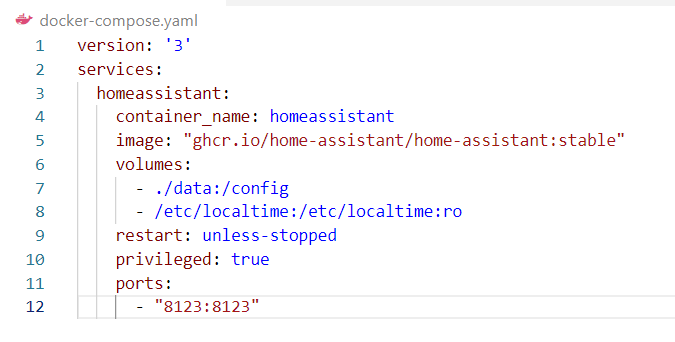 docker-compose.yaml
1 version: '3'
2 services:
3   homeassistant:
4     container_name: homeassistant
5     image: "ghcr.io/home-assistant/home-assistant:stable"
6     volumes:
7       - ./data:/config
8       - /etc/localtime:/etc/localtime:ro
9     restart: unless-stopped
10     privileged: true
11     ports:
12       - "8123:8123"